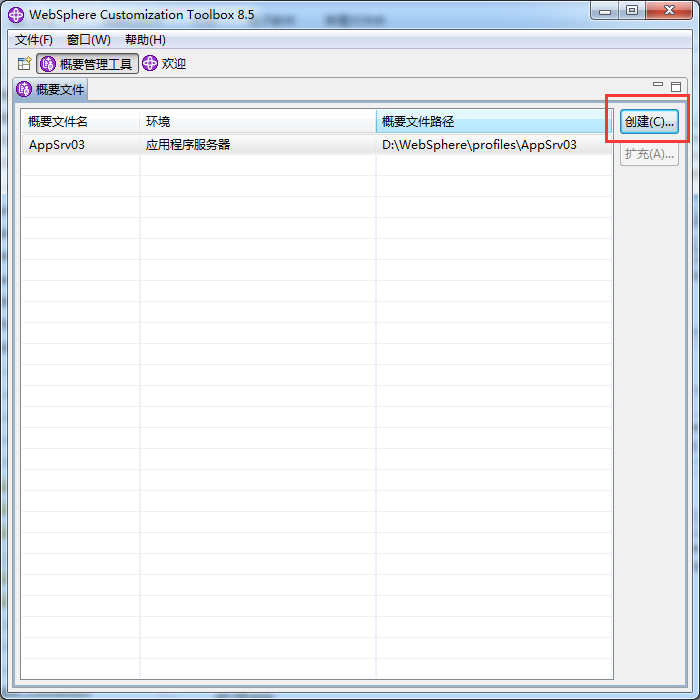 WebSphere Customization Toolbox 8.5
文件(F) 窗口(W) 帮助(H)
概要管理工具 欢迎
概要文件
概要文件名 环境 概要文件路径 创建(C)...
AppSrv03 应用程序服务器 D:\WebSphere\profiles\AppSrv03
扩充(A)...